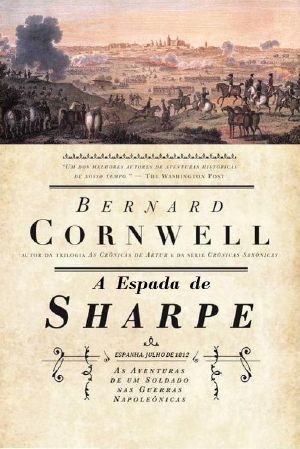 "Um dos melhores autores de aventuras históricas
de nosso tempo." — The Washington Post
Bernard
Cornwell
autor da trilogia As Crônicas de Artur e da série Crônicas Saxônicas
A Espada de
SHARPE
Espanha, julho de 1812
As Aventuras
de um Soldado
nas Guerras
Napoleônicas